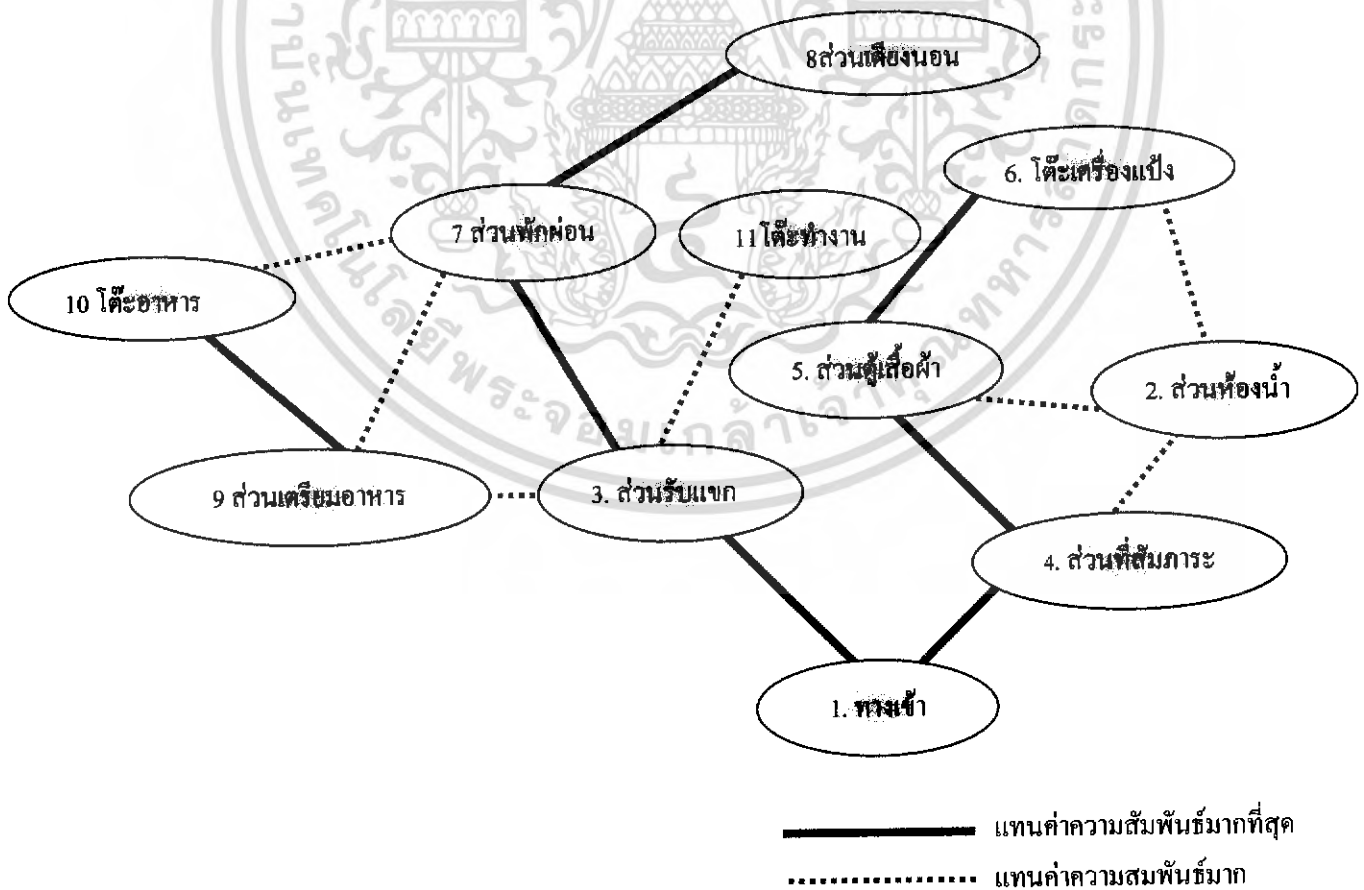 8ส่วนเตียงนอน
6. โต๊ะเครื่องแป้ง
7 ส่วนพักผ่อน
11โต๊ะทำงาน
10 โต๊ะอาหาร
5. ส่วนตู้เสื้อผ้า
2. ส่วนห้องน้ำ
9 ส่วนเตรียมอาหาร
3. ส่วนรับแขก
4. ส่วนที่สัมภาระ
1. ทางเข้า
แทนค่าความสัมพันธ์มากที่สุด
แทนค่าความสมพันธ์มาก